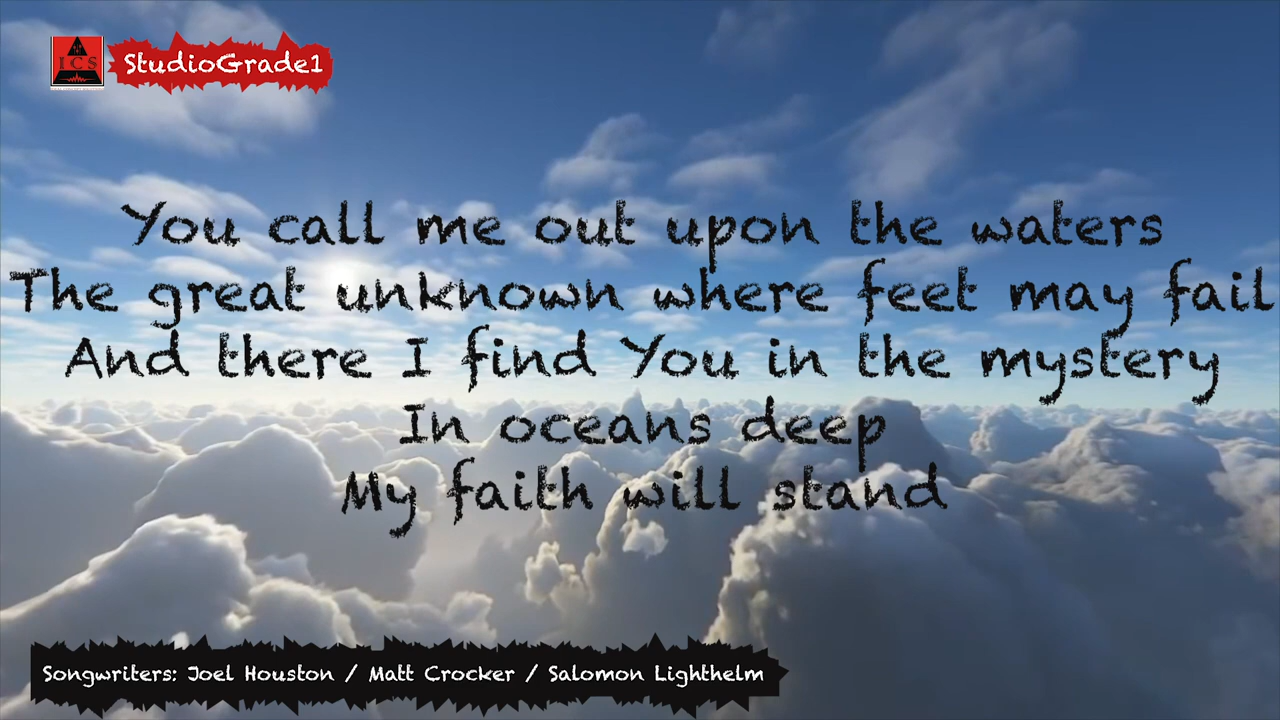 ICS
StudioGrade1
You call me out upon the waters
The great unknown where feet may fail
And there I find You in the mystery
In oceans deep
My faith will stand
Songwriters: Joel Houston / Matt Crocker / Salomon Lighthelm